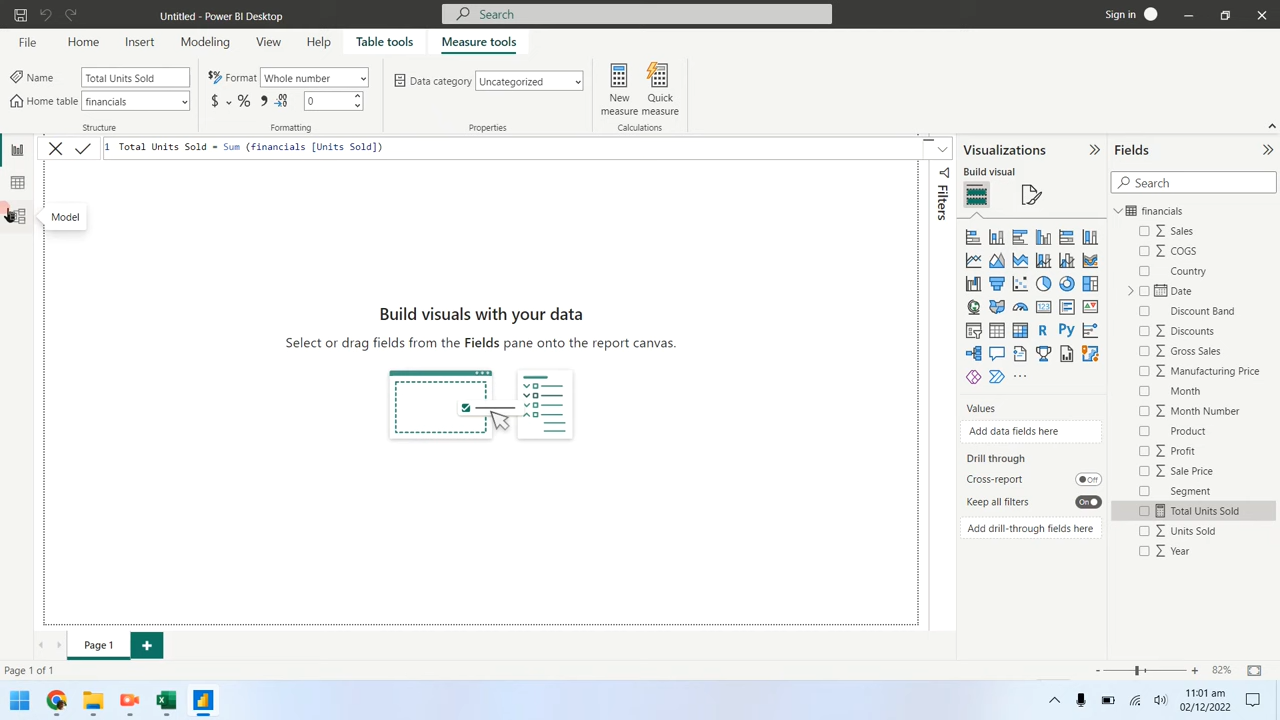 Untitled - Power BI Desktop
Search
Sign in
File
Home
Insert
Modeling
View
Help
Table tools
Measure tools
Name
Total Units Sold
Format
Whole number
Data category
Uncategorized
New measure
Quick measure
Home table
financials
$
%
0
Structure
Formatting
Properties
Calculations
1 Total Units Sold = Sum (financials [Units Sold])
Model
Build visuals with your data
Select or drag fields from the Fields pane onto the report canvas.
Filters
Visualizations
Build visual
R
Py
123
Values
Add data fields here
Drill through
Cross-report
Off
Keep all filters
On
Add drill-through fields here
Fields
Search
financials
Sales
COGS
Country
Date
Discount Band
Discounts
Gross Sales
Manufacturing Price
Month
Month Number
Product
Profit
Sale Price
Segment
Total Units Sold
Units Sold
Year
Page 1
Page 1 of 1
82%
11:01 am
02/12/2022